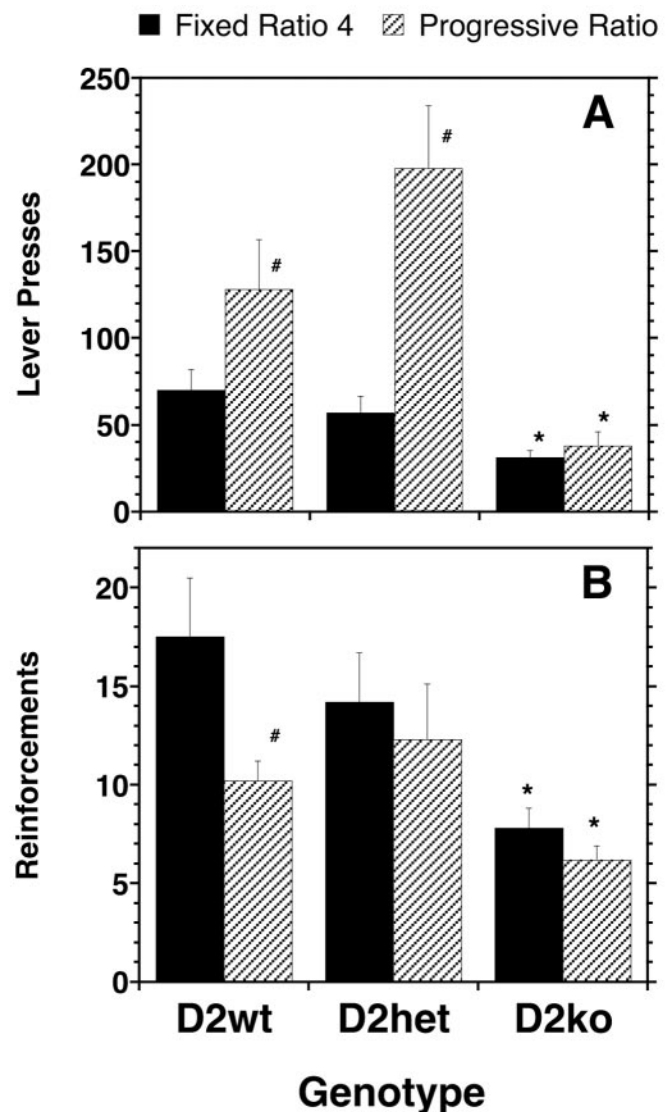 Fixed Ratio 4 Progressive Ratio
A
Lever Presses
250
200
150
100
50
0
#
#
*
*
B
Reinforcements
20
15
10
5
0
#
*
*
D2wt D2het D2ko
Genotype